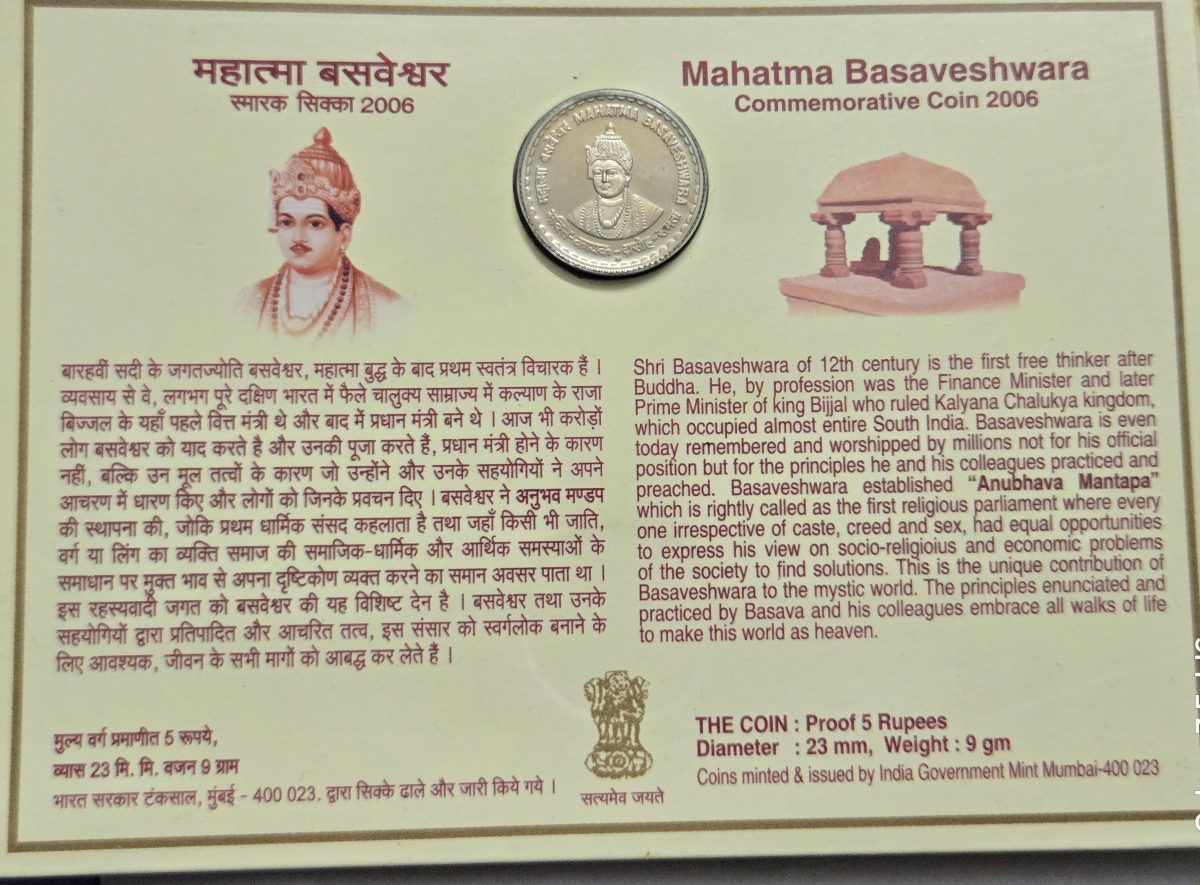 महात्मा बसवेश्वर
स्मारक सिक्का 2006
Mahatma Basaveshwara
Commemorative Coin 2006
महात्मा बसवेश्वर MAHATMA BASAVESHWARA
बारहवीं सदी के जगतज्योति बसवेश्वर, महात्मा बुद्ध के बाद प्रथम स्वतंत्र विचारक हैं ।
व्यवसाय से वे, लगभग पूरे दक्षिण भारत में फैले चालुक्य साम्राज्य में कल्याण के राजा
बिज्जल के यहाँ पहले वित्त मंत्री थे और बाद में प्रधान मंत्री बने थे । आज भी करोड़ों
लोग बसवेश्वर को याद करते है और उनकी पूजा करते हैं, प्रधान मंत्री होने के कारण
नहीं, बल्कि उन मूल तत्वों के कारण जो उन्होंने और उनके सहयोगियों ने अपने
आचरण में धारण किए और लोगों को जिनके प्रवचन दिए । बसवेश्वर ने अनुभव मण्डप
की स्थापना की, जोकि प्रथम धार्मिक संसद कहलाता है तथा जहाँ किसी भी जाति,
वर्ग या लिंग का व्यक्ति समाज की समाजिक-धार्मिक और आर्थिक समस्याओं के
समाधान पर मुक्त भाव से अपना दृष्टिकोण व्यक्त करने का समान अवसर पाता था ।
इस रहस्यवादी जगत को बसवेश्वर की यह विशिष्ट देन है । बसवेश्वर तथा उनके
सहयोगियों द्वारा प्रतिपादित और आचरित तत्व, इस संसार को स्वर्गलोक बनाने के
लिए आवश्यक, जीवन के सभी मागों को आबद्ध कर लेते हैं ।
Shri Basaveshwara of 12th century is the first free thinker after
Buddha. He, by profession was the Finance Minister and later
Prime Minister of king Bijjal who ruled Kalyana Chalukya kingdom,
which occupied almost entire South India. Basaveshwara is even
today remembered and worshipped by millions not for his official
position but for the principles he and his colleagues practiced and
preached. Basaveshwara established “Anubhava Mantapa”
which is rightly called as the first religious parliament where every
one irrespective of caste, creed and sex, had equal opportunities
to express his view on socio-religioius and economic problems
of the society to find solutions. This is the unique contribution of
Basaveshwara to the mystic world. The principles enunciated and
practiced by Basava and his colleagues embrace all walks of life
to make this world as heaven.
मुल्य वर्ग प्रमाणीत 5 रूपये,
व्यास 23 मि. मि. वजन 9 ग्राम
भारत सरकार टंकसाल, मुंबई - 400 023. द्वारा सिक्के ढाले और जारी किये गये ।
सत्यमेव जयते
THE COIN : Proof 5 Rupees
Diameter : 23 mm, Weight : 9 gm
Coins minted & issued by India Government Mint Mumbai-400 023